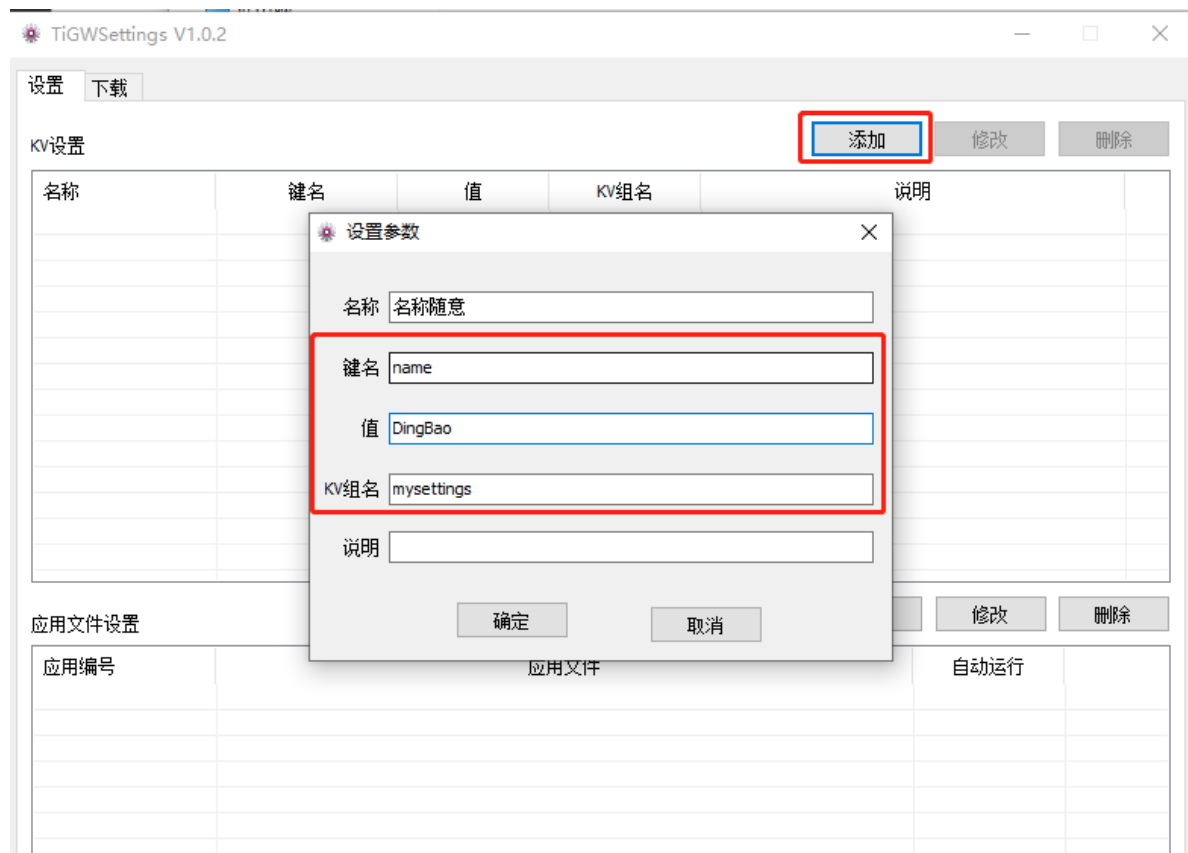 TiGWSettings V1.0.2
设置 下载
KV设置 添加 修改 删除
名称 键名 值 KV组名 说明
设置参数
名称 名称随意
键名 name
值 DingBao
KV组名 mysettings
说明
确定 取消
应用文件设置 修改 删除
应用编号 应用文件 自动运行